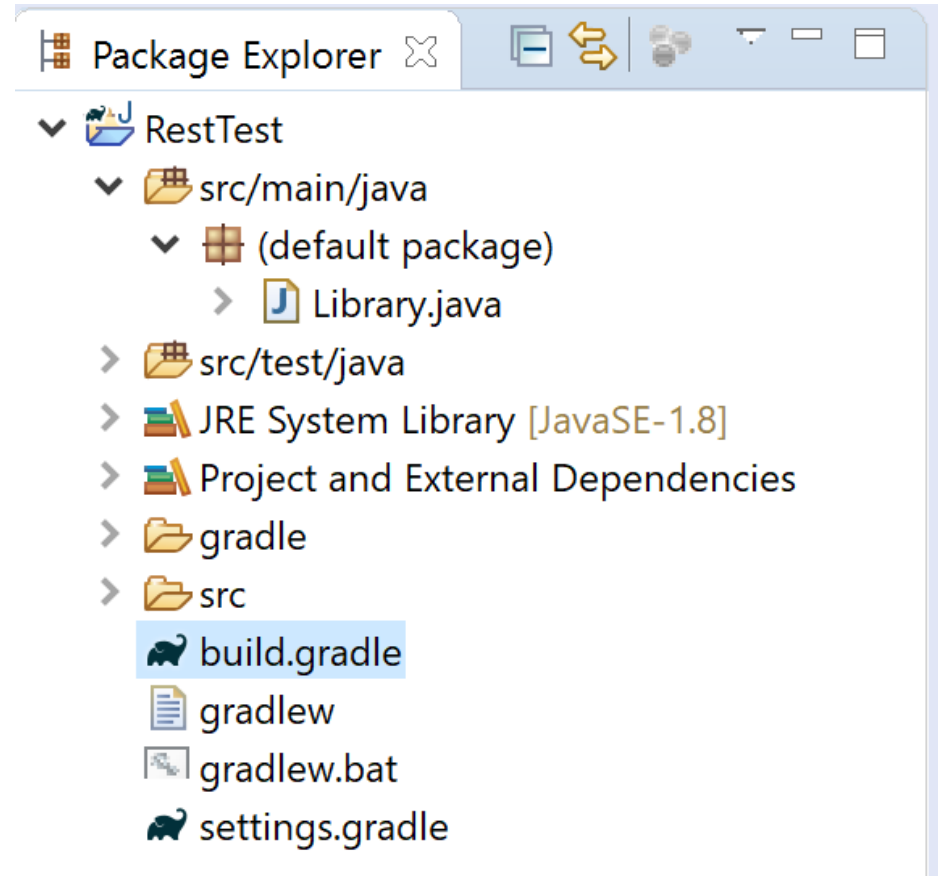 Package Explorer
RestTest
src/main/java
(default package)
Library.java
src/test/java
JRE System Library [JavaSE-1.8]
Project and External Dependencies
gradle
src
build.gradle
gradlew
gradlew.bat
settings.gradle